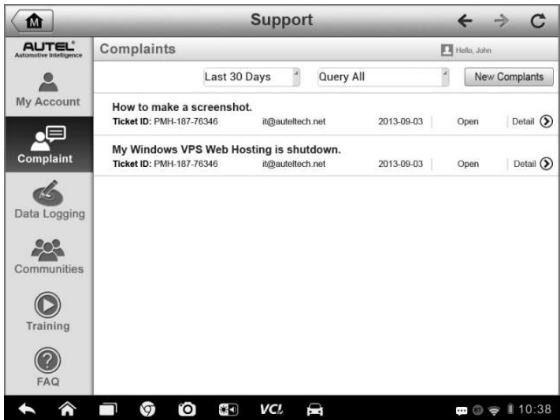 M
Support
AUTEL
Automotive Intelligence
Complaints
Hello, John
Last 30 Days
Query All
New Complants
My Account
How to make a screenshot.
Ticket ID: PMH-187-76346 it@auteltech.net 2013-09-03 Open Detail
Complaint
My Windows VPS Web Hosting is shutdown.
Ticket ID: PMH-187-76346 it@auteltech.net 2013-09-03 Open Detail
Data Logging
Communities
Training
?
FAQ
VCI
10:38